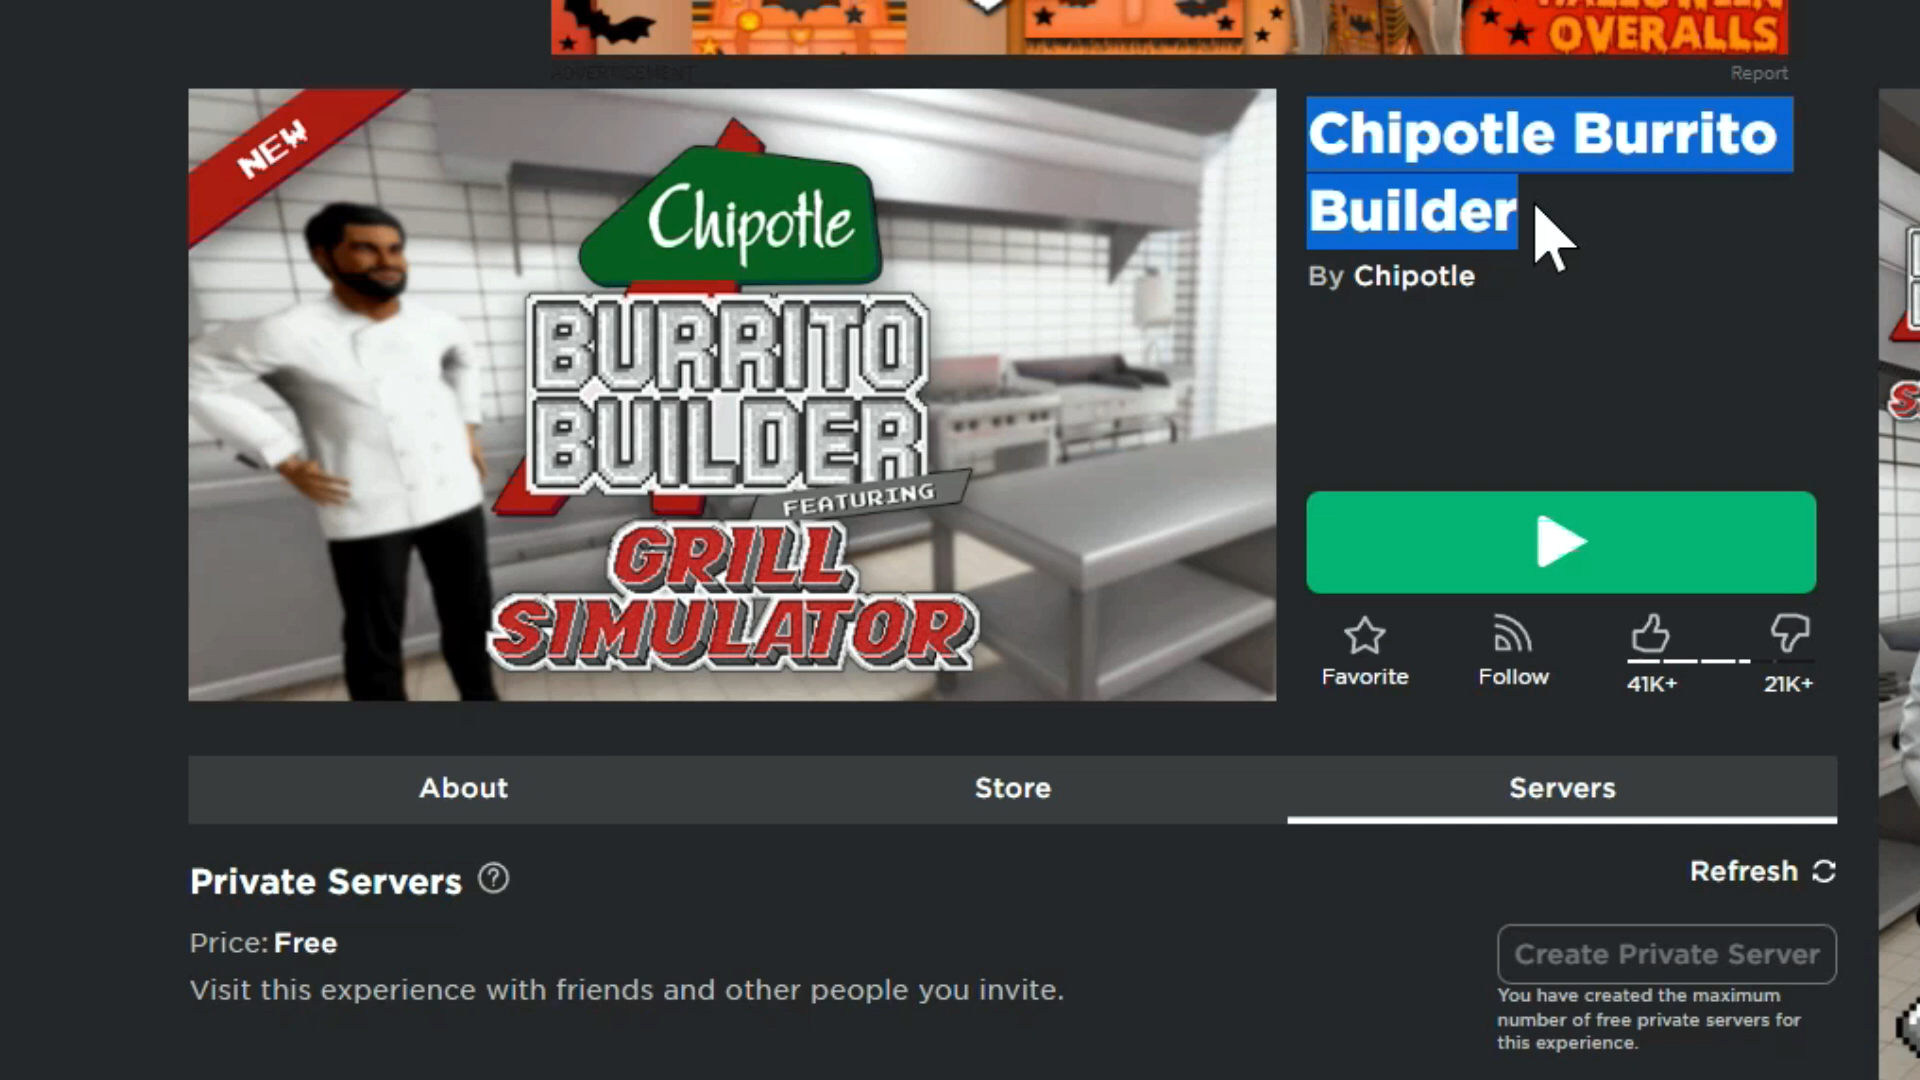 HALLOWEEN
OVERALLS
ADVERTISEMENT
Report
NEW
Chipotle
BURRITO
BUILDER
FEATURING
GRILL
SIMULATOR
Chipotle Burrito
Builder
By Chipotle
Favorite
Follow
41K+
21K+
About
Store
Servers
Private Servers
Refresh
Price: Free
Create Private Server
Visit this experience with friends and other people you invite.
You have created the maximum
number of free private servers for
this experience.